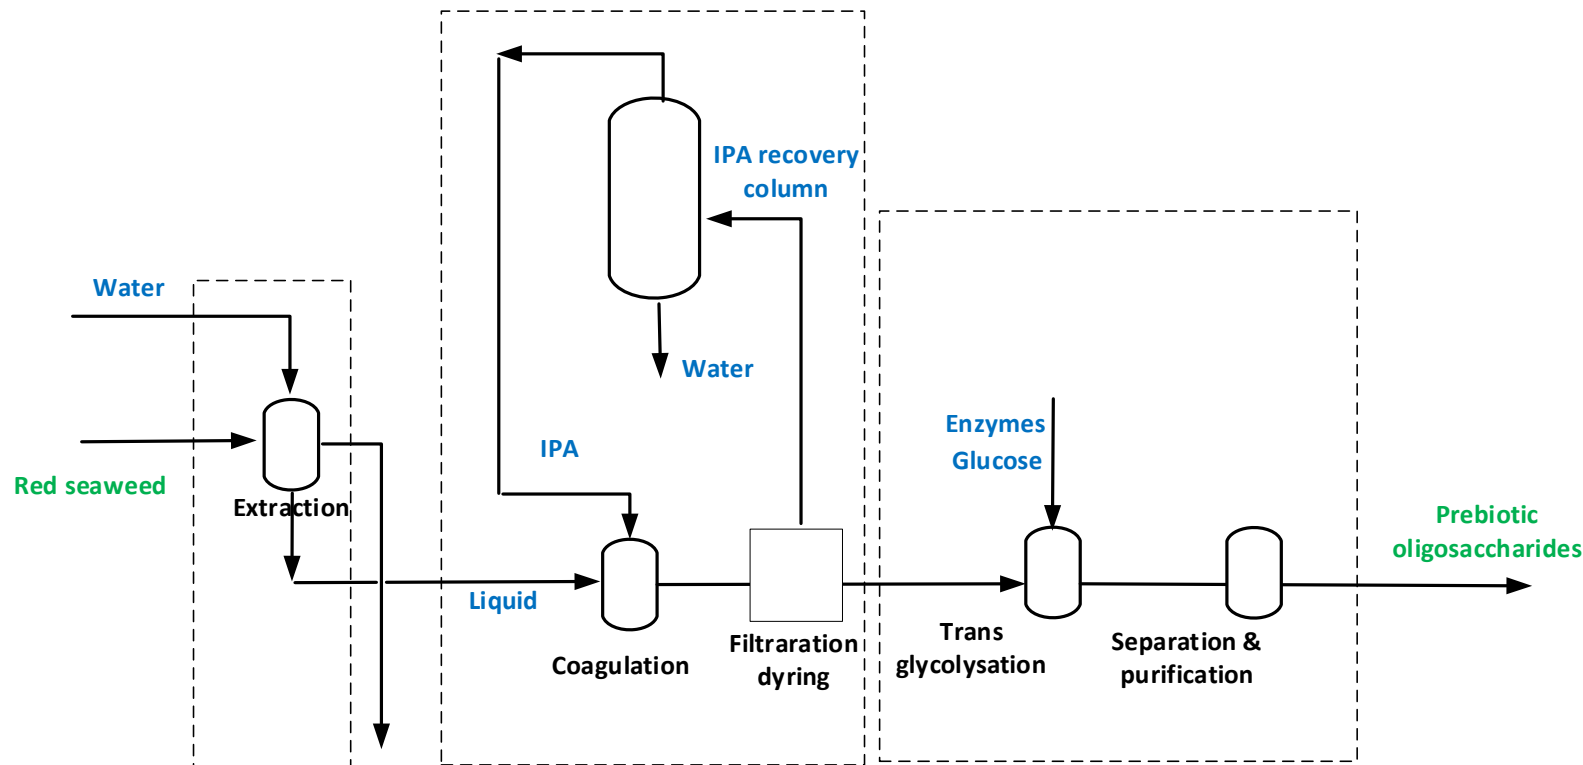 IPA recovery
column
Water
Water
Enzymes
Glucose
IPA
Red seaweed
Extraction
Prebiotic
oligosaccharides
Liquid
Coagulation
Filtraration
dyring
Trans
glycolysation
Separation &
purification